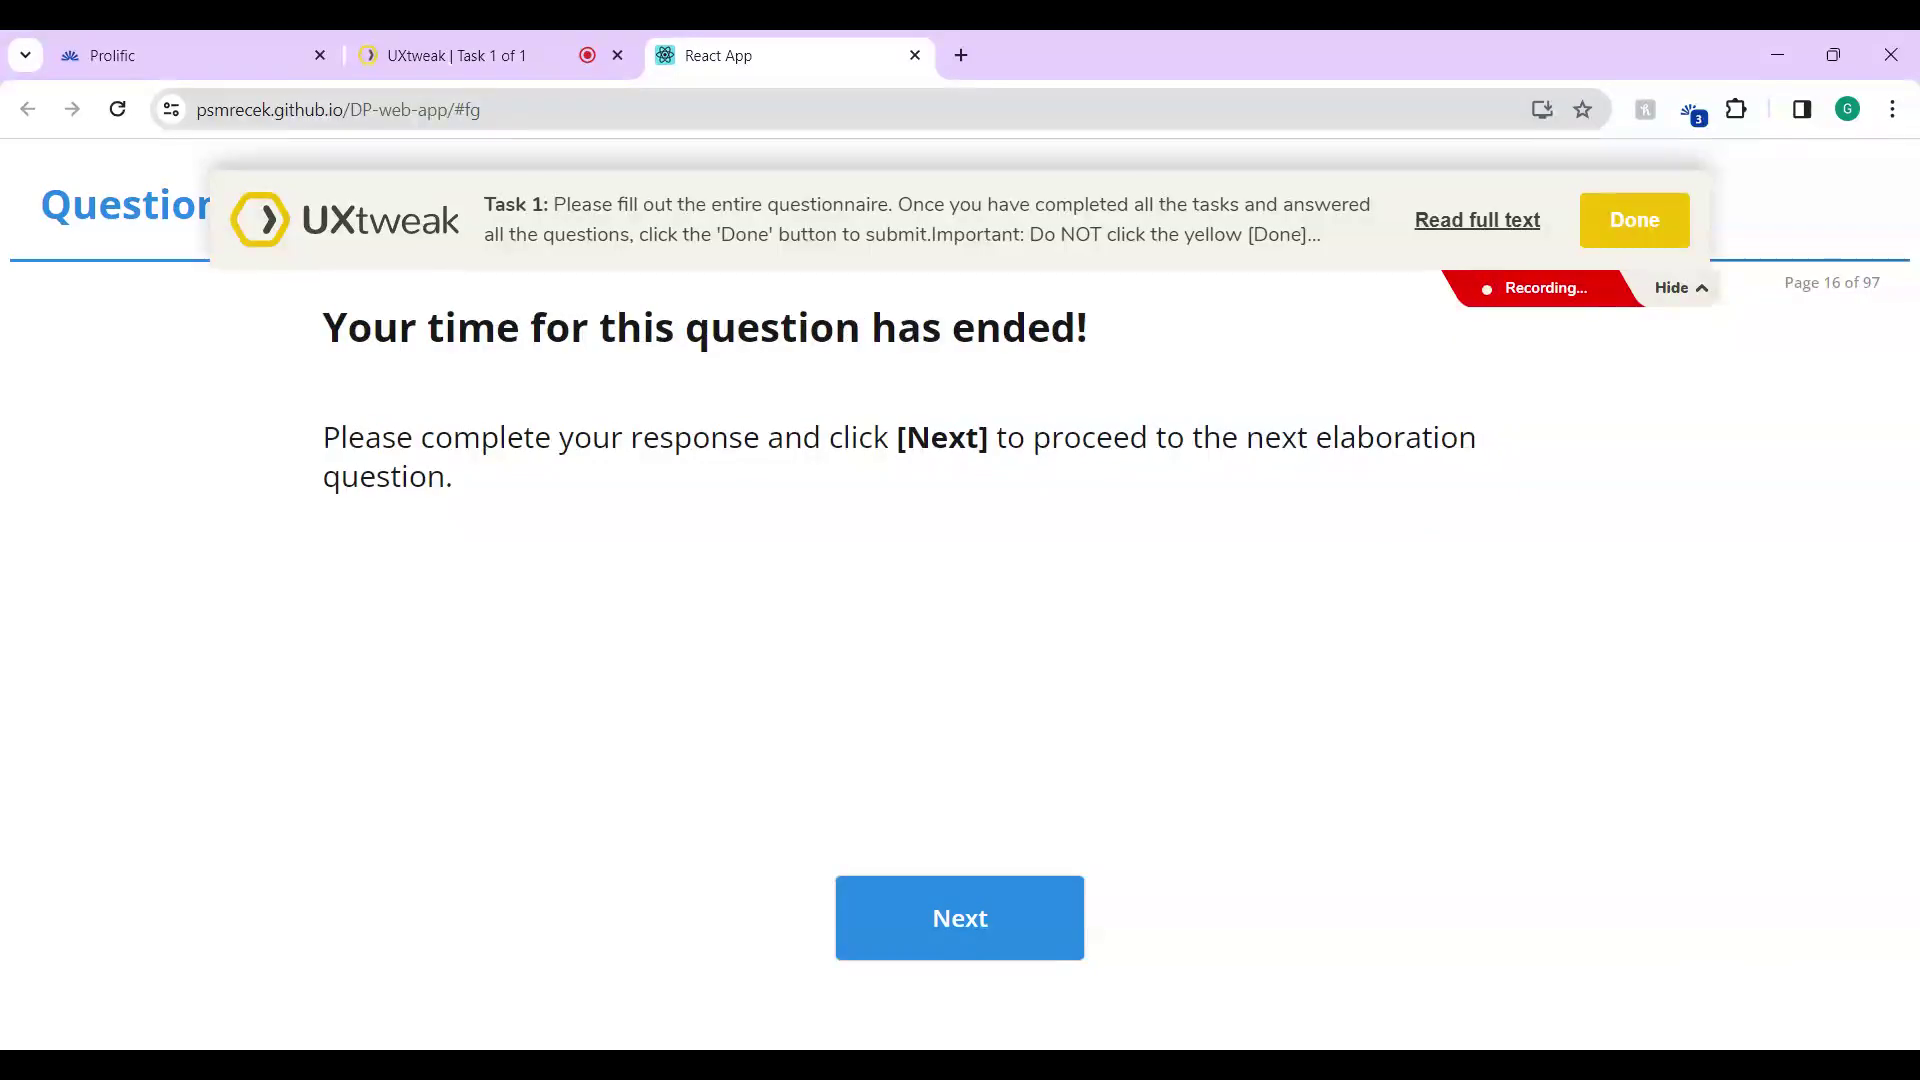 Prolific
UXtweak | Task 1 of 1
React App
psmrecek.github.io/DP-web-app/#fg
3
G
Question
UXtweak
Task 1: Please fill out the entire questionnaire. Once you have completed all the tasks and answered
all the questions, click the 'Done' button to submit.Important: Do NOT click the yellow [Done]...
Read full text
Done
Recording...
Hide
Page 16 of 97
Your time for this question has ended!
Please complete your response and click [Next] to proceed to the next elaboration
question.
Next